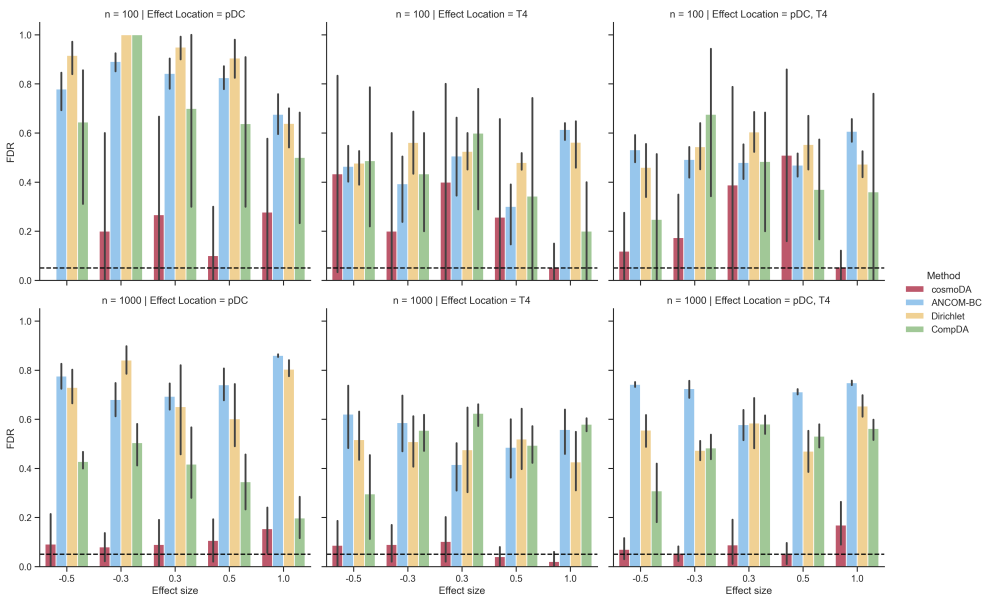 n = 100 | Effect Location = pDC
n = 100 | Effect Location = T4
n = 100 | Effect Location = pDC, T4
1.0
0.8
0.6
0.4
0.2
0.0
FDR
Method
cosmoDA
ANCOM-BC
Dirichlet
CompDA
n = 1000 | Effect Location = pDC
n = 1000 | Effect Location = T4
n = 1000 | Effect Location = pDC, T4
1.0
0.8
0.6
0.4
0.2
0.0
FDR
-0.5 -0.3 0.3 0.5 1.0
-0.5 -0.3 0.3 0.5 1.0
-0.5 -0.3 0.3 0.5 1.0
Effect size
Effect size
Effect size